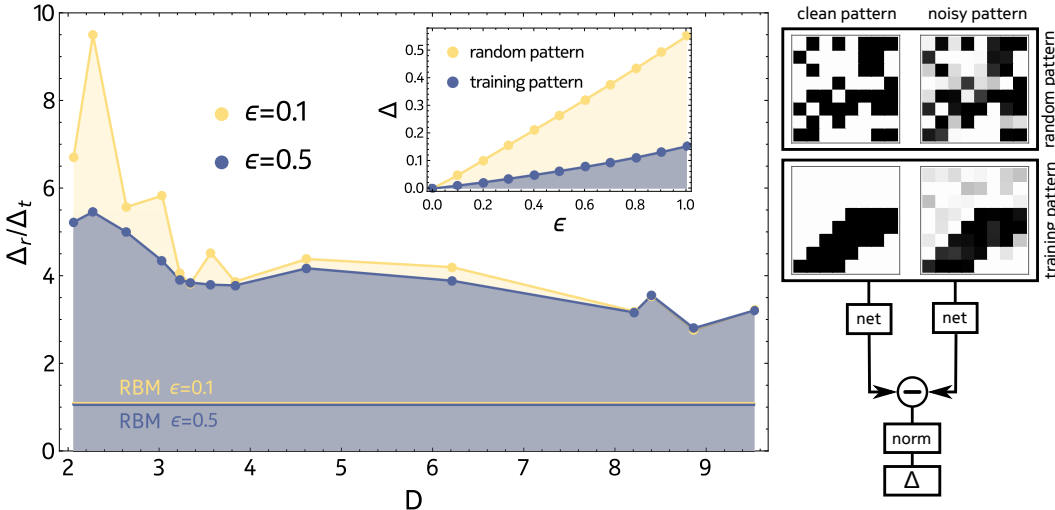 10
8
6
4
2
0
Δr/Δt
2
3
4
5
6
7
8
9
D
ϵ=0.1
ϵ=0.5
RBM ϵ=0.1
RBM ϵ=0.5
0.5
0.4
0.3
0.2
0.1
0.0
Δ
random pattern
training pattern
0.0
0.2
0.4
0.6
0.8
1.0
ϵ
clean pattern
noisy pattern
random pattern
training pattern
net
net
norm
Δ